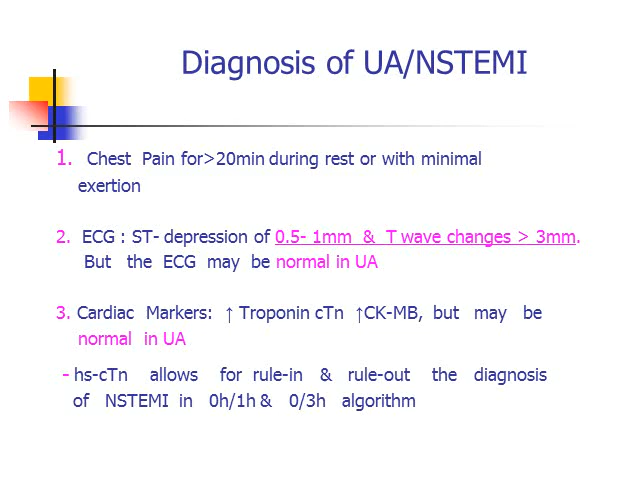 Diagnosis of UA/NSTEMI
1. Chest Pain for>20min during rest or with minimal
exertion
2. ECG : ST- depression of 0.5- 1mm & T wave changes > 3mm.
But the ECG may be normal in UA
3. Cardiac Markers: ↑ Troponin cTn ↑CK-MB, but may be
normal in UA
- hs-cTn allows for rule-in & rule-out the diagnosis
of NSTEMI in 0h/1h & 0/3h algorithm